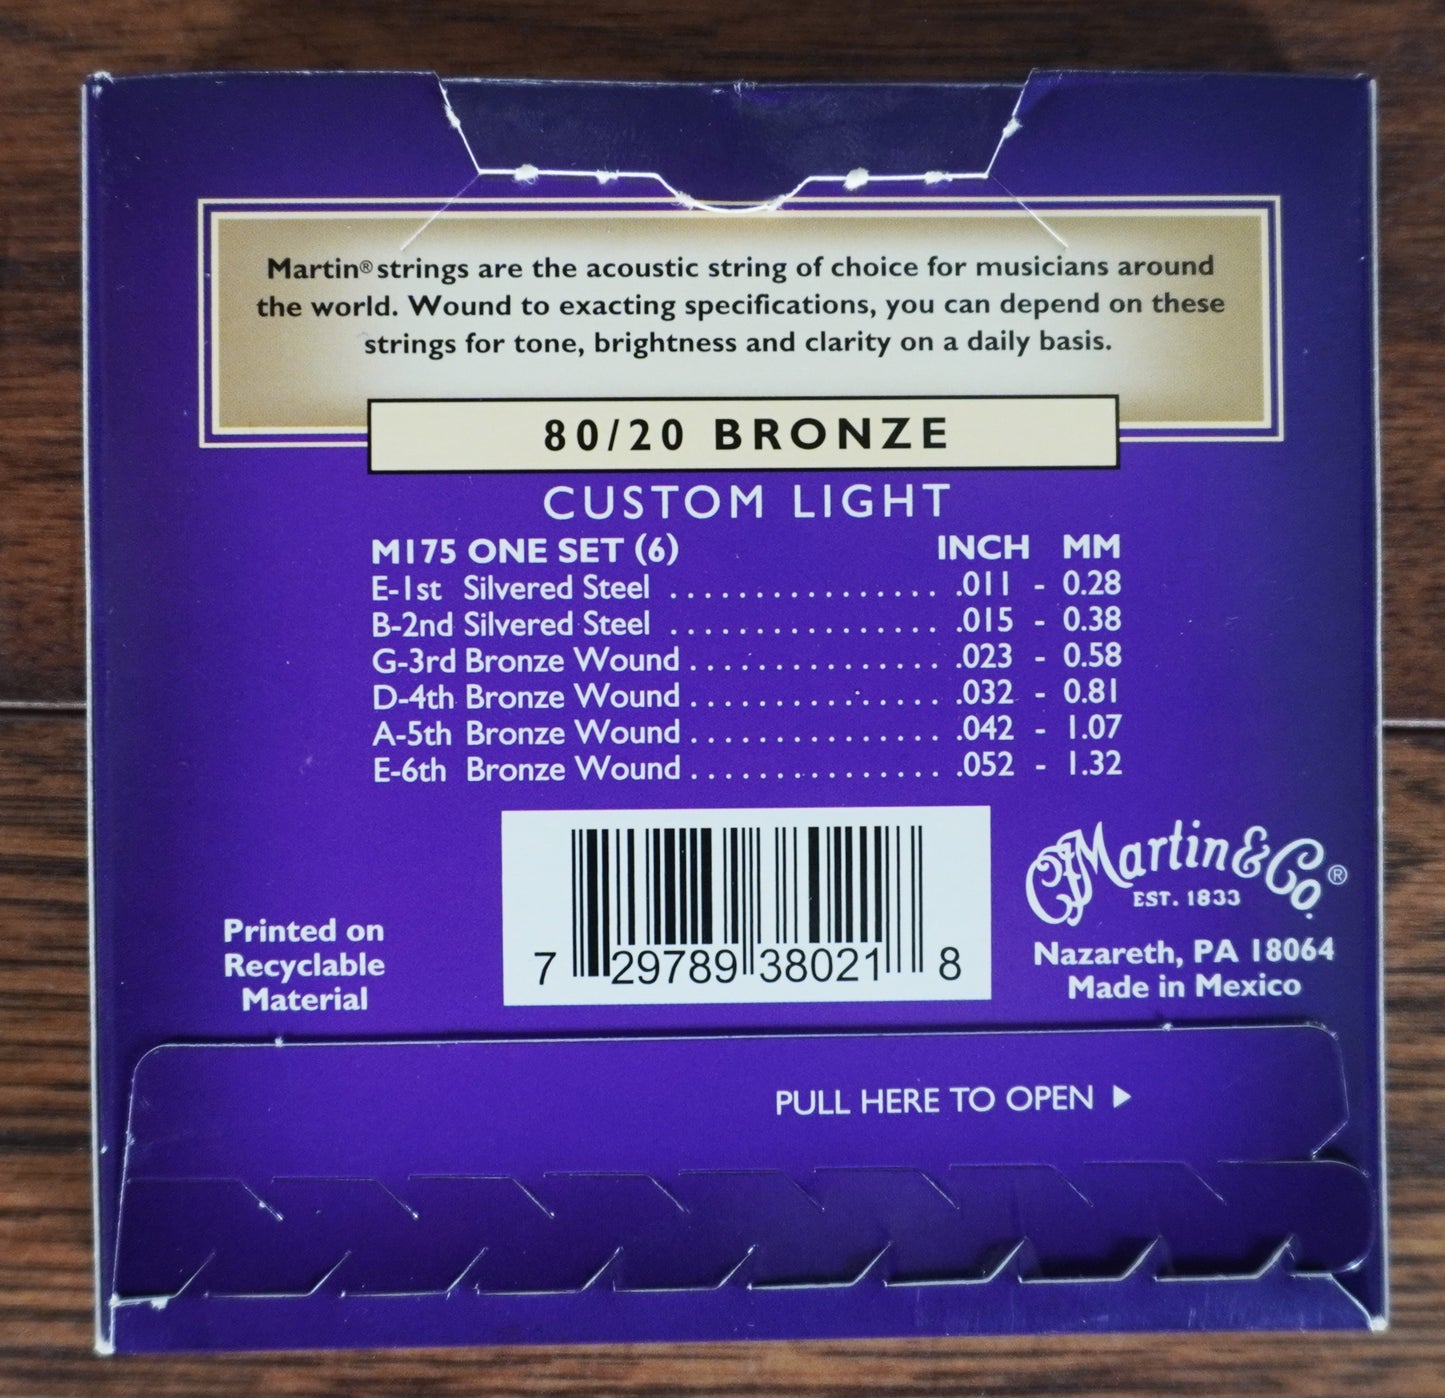 Martin® strings are the acoustic string of choice for musicians around
the world. Wound to exacting specifications, you can depend on these
strings for tone, brightness and clarity on a daily basis.
80/20 BRONZE
CUSTOM LIGHT
M175 ONE SET (6) INCH MM
E-1st Silvered Steel ................ .011 - 0.28
B-2nd Silvered Steel ................ .015 - 0.38
G-3rd Bronze Wound ............... .023 - 0.58
D-4th Bronze Wound ............... .032 - 0.81
A-5th Bronze Wound ............... .042 - 1.07
E-6th Bronze Wound ............... .052 - 1.32
7 29789 38021 8
Printed on
Recyclable
Material
CFMartin & Co.®
EST. 1833
Nazareth, PA 18064
Made in Mexico
PULL HERE TO OPEN ▶